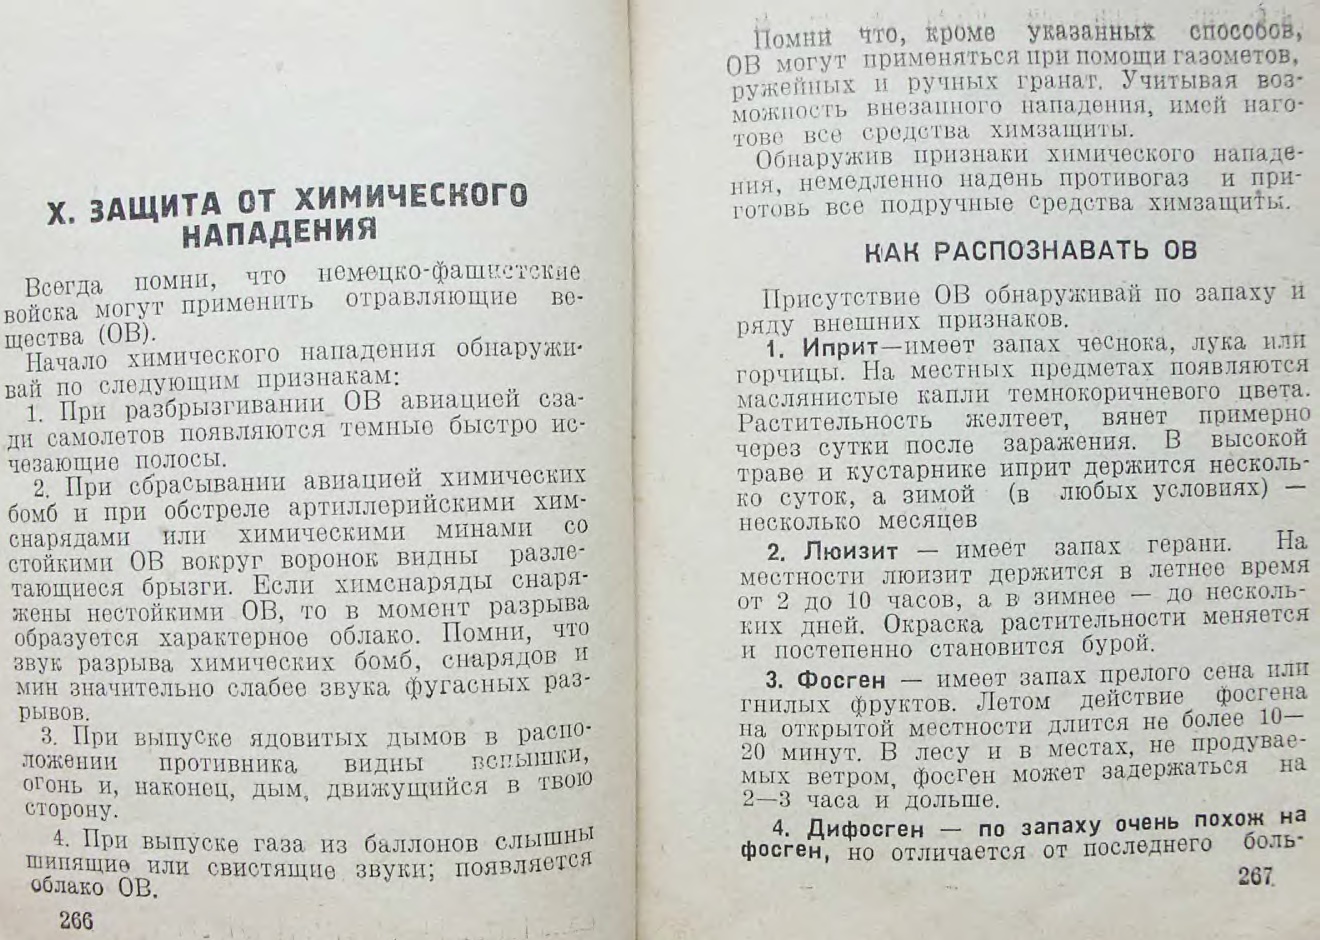 X. ЗАЩИТА ОТ ХИМИЧЕСКОГО
НАПАДЕНИЯ
Всегда помни, что немецко-фашистские
войска могут применить отравляющие ве-
щества (ОВ).
Начало химического нападения обнаружи-
вай по следующим признакам:
1. При разбрызгивании ОВ авиацией сза-
ди самолетов появляются темные быстро ис-
чезающие полосы.
2. При сбрасывании авиацией химических
бомб и при обстреле артиллерийскими хим-
снарядами или химическими минами со
стойкими ОВ вокруг воронок видны разле-
тающиеся брызги. Если химснаряды снаря-
жены нестойкими ОВ, то в момент разрыва
образуется характерное облако. Помни, что
звук разрыва химических бомб, снарядов и
мин значительно слабее звука фугасных раз-
рывов.
3. При выпуске ядовитых дымов в распо-
ложении противника видны вспышки,
огонь и, наконец, дым, движущийся в твою
сторону.
4. При выпуске газа из баллонов слышны
шипящие или свистящие звуки; появляется
облако ОВ.
266
Помни что, кроме указанных способов,
ОВ могут применяться при помощи газометов,
ружейных и ручных гранат. Учитывая воз-
можность внезапного нападения, имей наго-
тове все средства химзащиты.
Обнаружив признаки химического нападе-
ния, немедленно надень противогаз и при-
готовь все подручные средства химзащиты.
КАК РАСПОЗНАВАТЬ ОВ
Присутствие ОВ обнаруживай по запаху и
ряду внешних признаков.
1. Иприт—имеет запах чеснока, лука или
горчицы. На местных предметах появляются
маслянистые капли темнокоричневого цвета.
Растительность желтеет, вянет примерно
через сутки после заражения. В высокой
траве и кустарнике иприт держится несколь-
ко суток, а зимой (в любых условиях) —
несколько месяцев
2. Люизит — имеет запах герани. На
местности люизит держится в летнее время
от 2 до 10 часов, а в зимнее — до несколь-
ких дней. Окраска растительности меняется
и постепенно становится бурой.
3. Фосген — имеет запах прелого сена или
гнилых фруктов. Летом действие фосгена
на открытой местности длится не более 10—
20 минут. В лесу и в местах, не продувае-
мых ветром, фосген может задержаться на
2—3 часа и дольше.
4. Дифосген — по запаху очень похож на
фосген, но отличается от последнего боль-
267